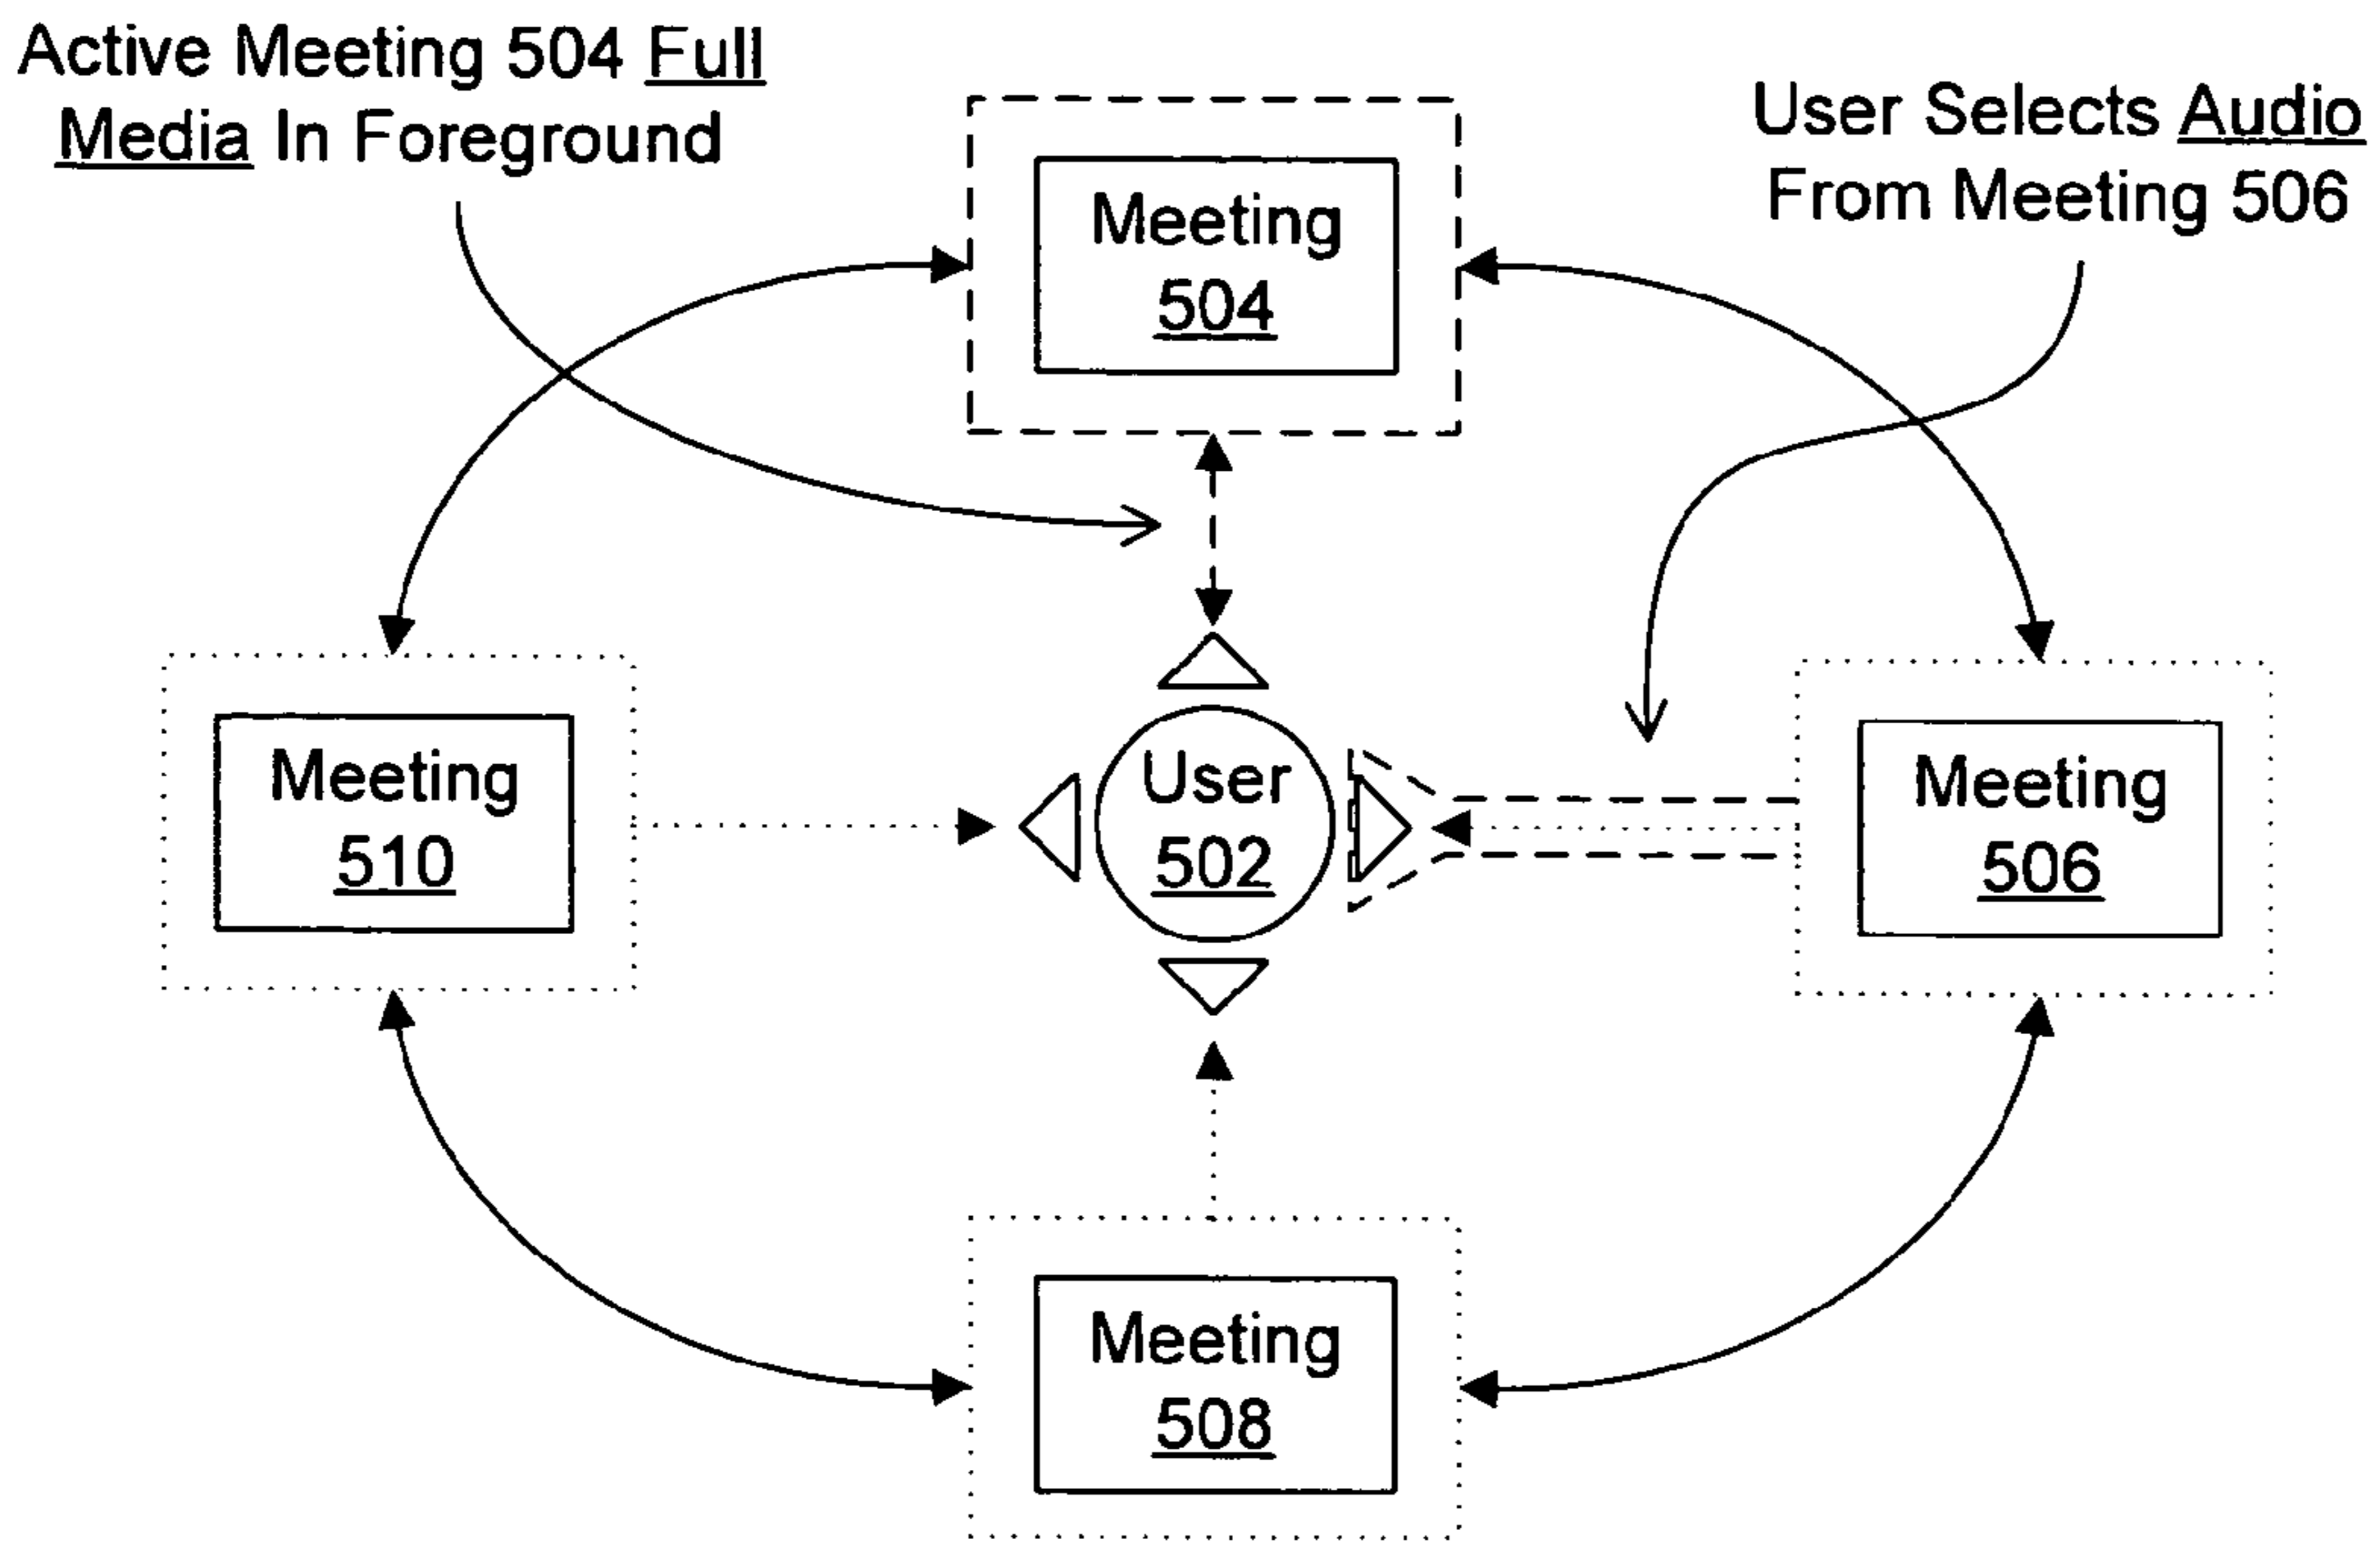 Active Meeting 504 Full
Media In Foreground
User Selects Audio
From Meeting 506
Meeting
504
Meeting
510
User
502
Meeting
506
Meeting
508